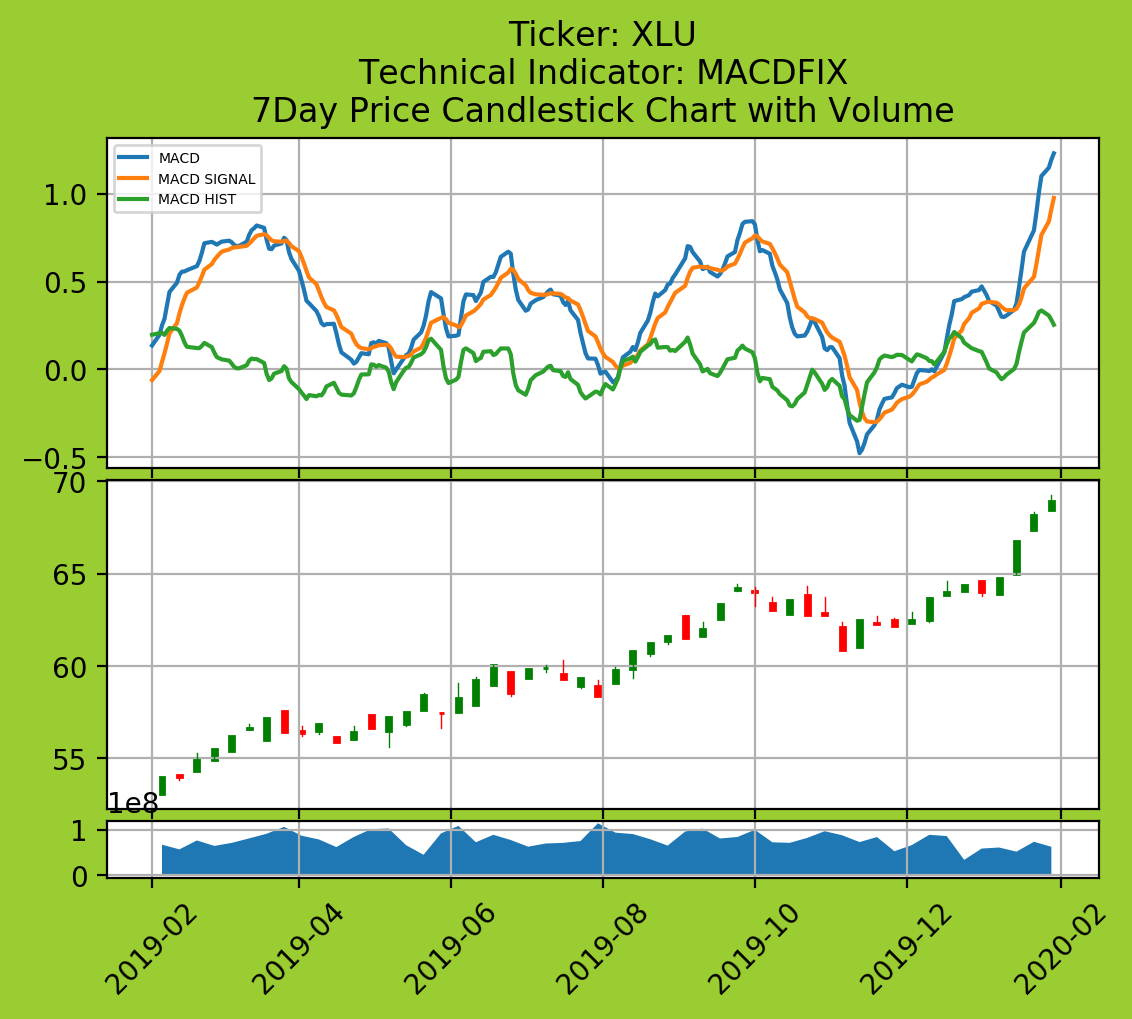 Ticker: XLU
Technical Indicator: MACDFIX
7Day Price Candlestick Chart with Volume
MACD
MACD SIGNAL
MACD HIST
1.0
0.5
0.0
−0.5
70
65
60
55
1e8
1
0
2019-02
2019-04
2019-06
2019-08
2019-10
2019-12
2020-02